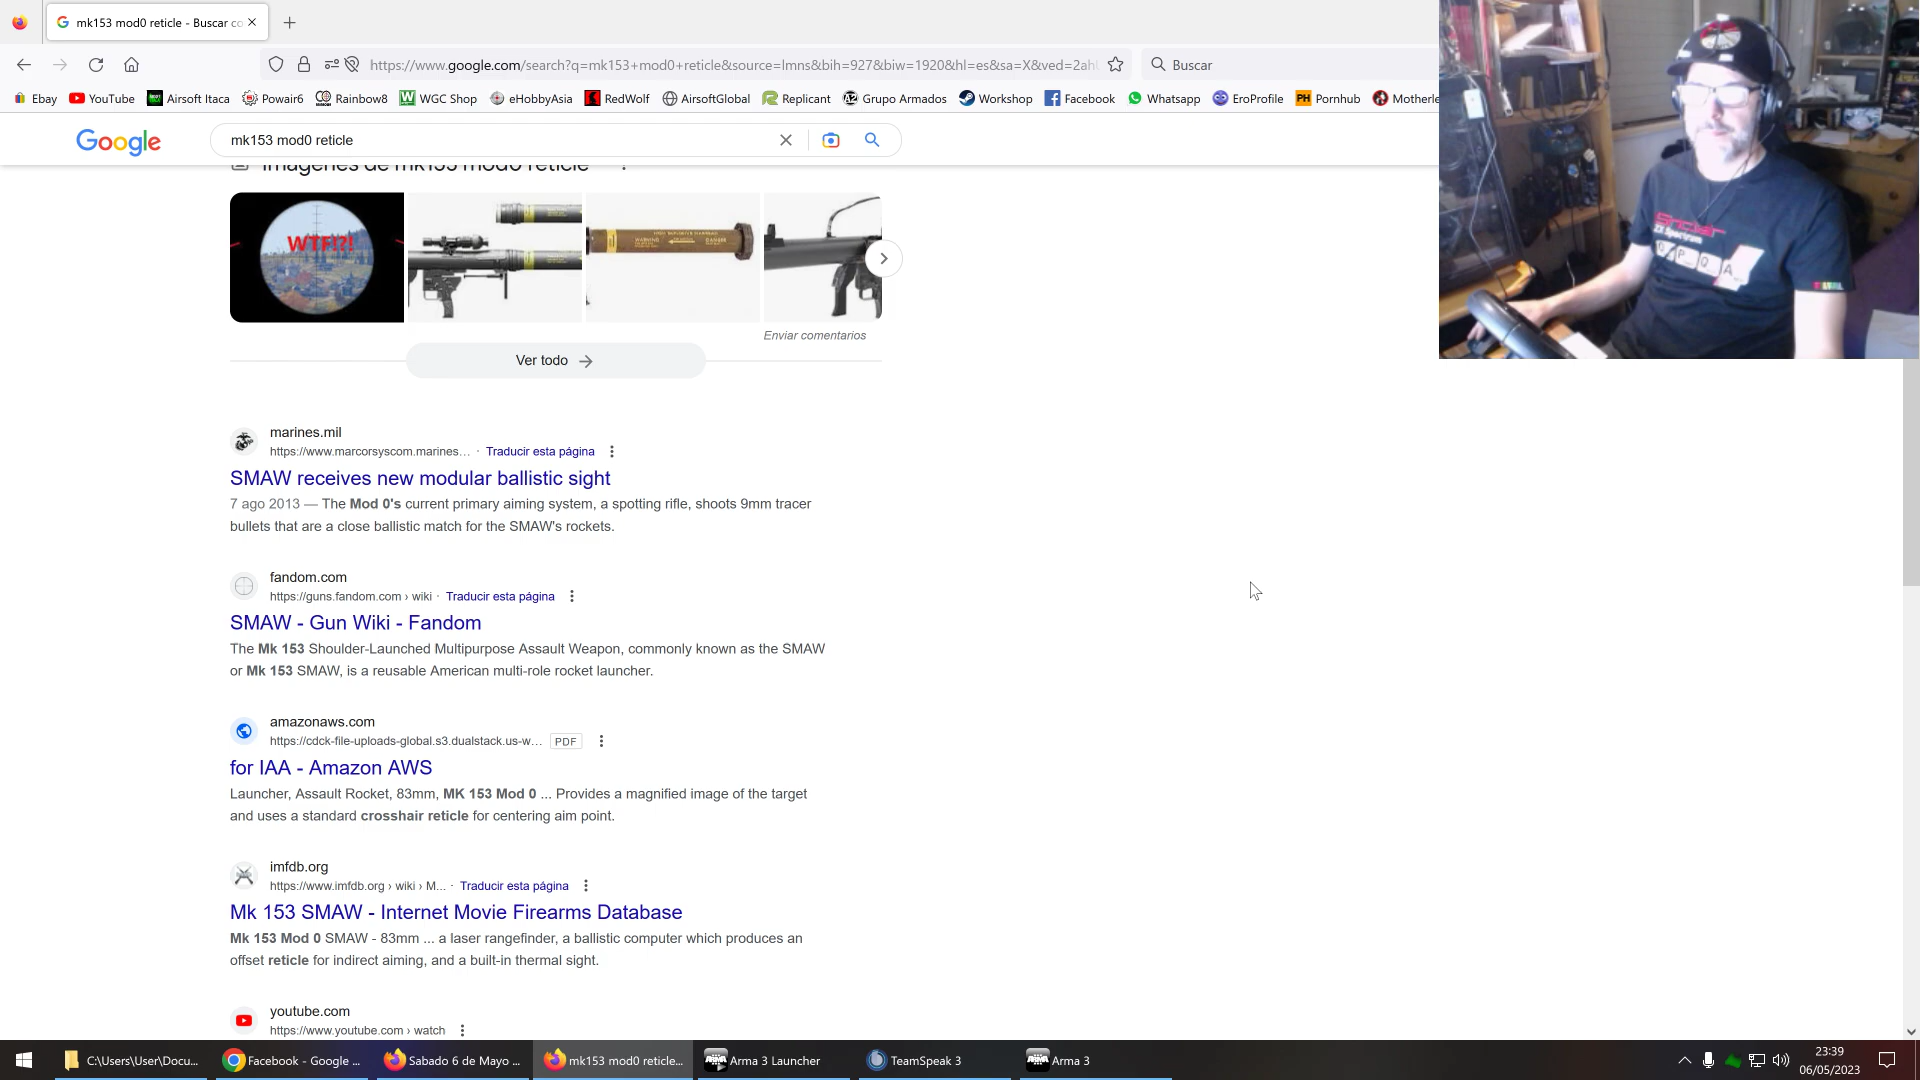 mk153 mod0 reticle - Buscar co
https://www.google.com/search?q=mk153+mod0+reticle&source=lmns&bih=927&biw=1920&hl=es&sa=X&ved=2ah
Buscar
Ebay
YouTube
Airsoft Itaca
Powair6
Rainbow8
WGC Shop
eHobbyAsia
RedWolf
AirsoftGlobal
Replicant
Grupo Armados
Workshop
Facebook
Whatsapp
EroProfile
PH Pornhub
Motherle
Google
mk153 mod0 reticle
Imágenes de mk153 mod0 reticle
WTF!?!
WARNING
DANGER
Enviar comentarios
Ver todo
marines.mil
https://www.marcorsyscom.marines... · Traducir esta página
SMAW receives new modular ballistic sight
7 ago 2013 — The Mod 0's current primary aiming system, a spotting rifle, shoots 9mm tracer
bullets that are a close ballistic match for the SMAW's rockets.
fandom.com
https://guns.fandom.com › wiki · Traducir esta página
SMAW - Gun Wiki - Fandom
The Mk 153 Shoulder-Launched Multipurpose Assault Weapon, commonly known as the SMAW
or Mk 153 SMAW, is a reusable American multi-role rocket launcher.
amazonaws.com
https://cdck-file-uploads-global.s3.dualstack.us-w... PDF
for IAA - Amazon AWS
Launcher, Assault Rocket, 83mm, MK 153 Mod 0 ... Provides a magnified image of the target
and uses a standard crosshair reticle for centering aim point.
imfdb.org
https://www.imfdb.org › wiki › M... · Traducir esta página
Mk 153 SMAW - Internet Movie Firearms Database
Mk 153 Mod 0 SMAW - 83mm ... a laser rangefinder, a ballistic computer which produces an
offset reticle for indirect aiming, and a built-in thermal sight.
youtube.com
https://www.youtube.com › watch
sinclair
ZX Spectrum
O P Q A
C:\Users\User\Docu...
Facebook - Google ...
Sabado 6 de Mayo ...
mk153 mod0 reticle...
Arma 3 Launcher
TeamSpeak 3
Arma 3
23:39
06/05/2023